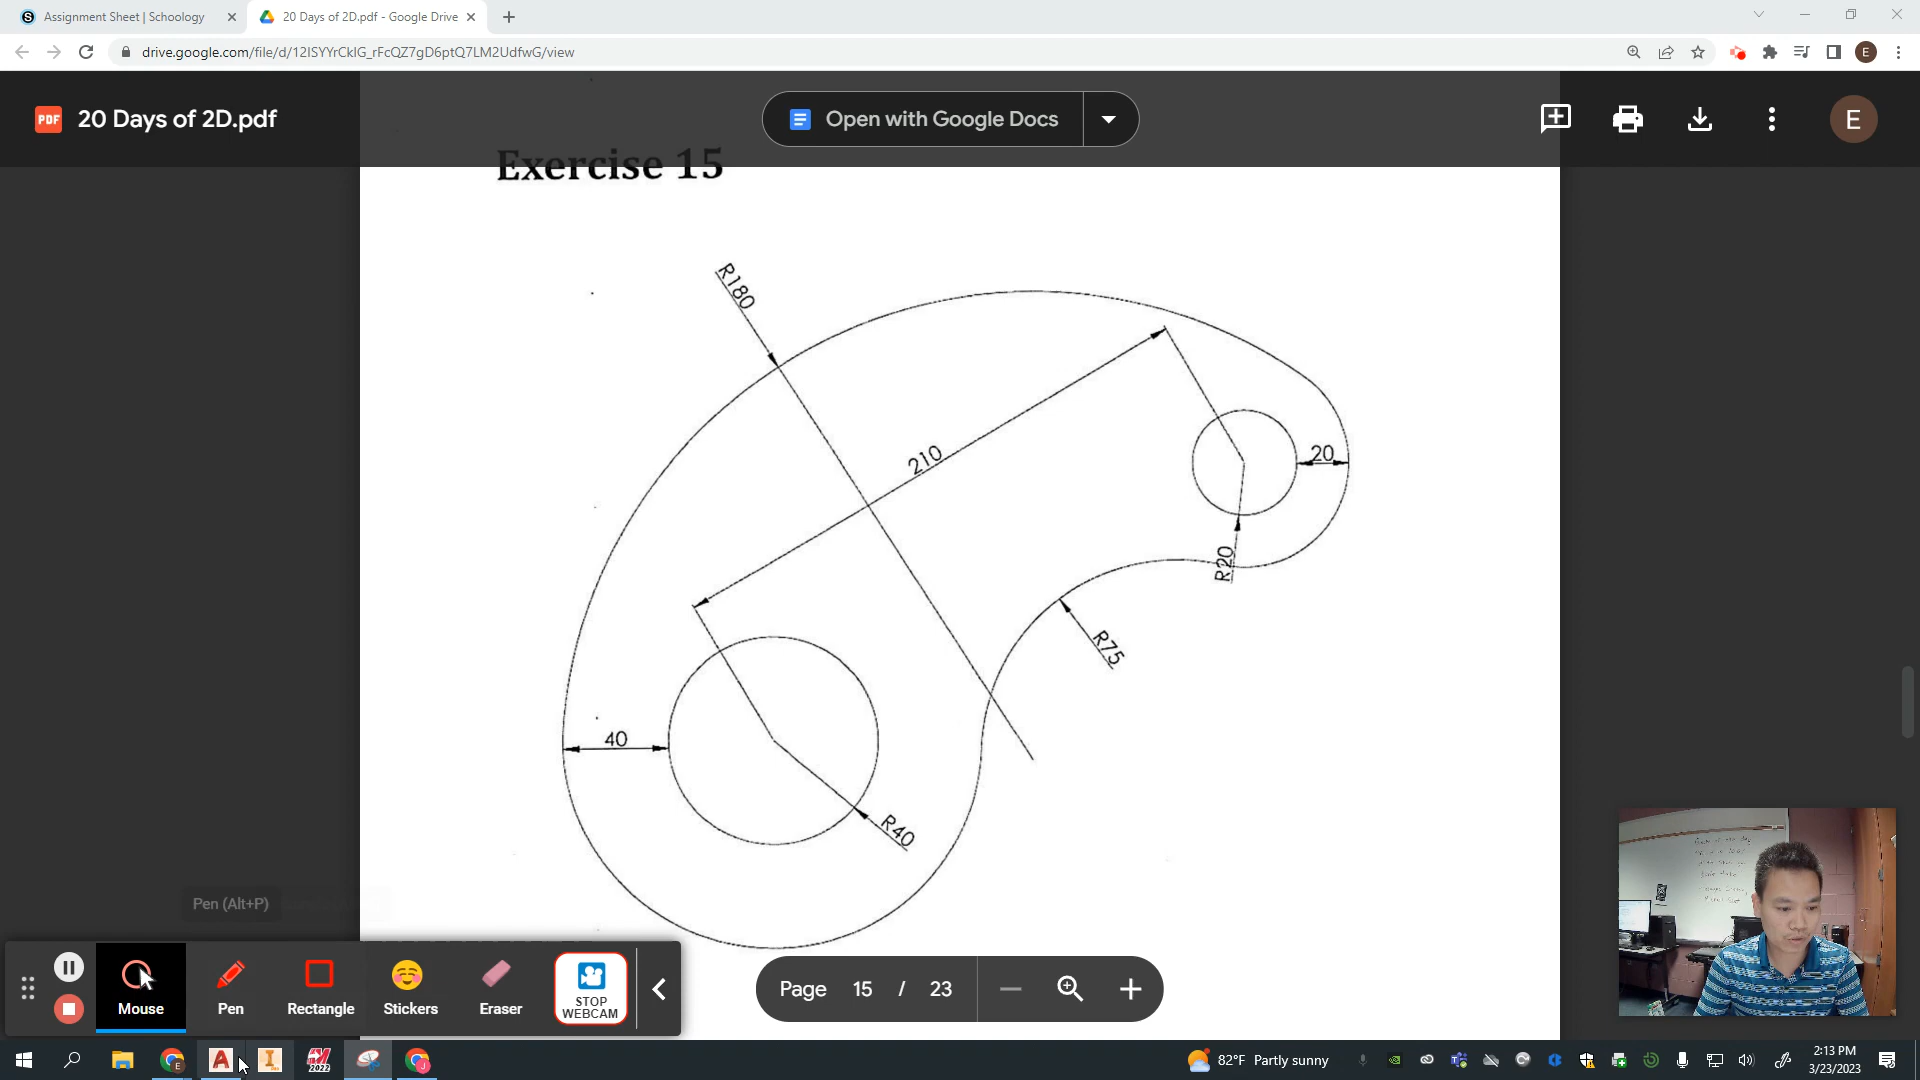 Assignment Sheet | Schoology
20 Days of 2D.pdf - Google Drive
drive.google.com/file/d/12ISYYrCkIG_rFcQZ7gD6ptQ7LM2UdfwG/view
E
PDF
20 Days of 2D.pdf
Open with Google Docs
E
Exercise 15
R180
210
20
R20
R75
40
R40
Pen (Alt+P)
Mouse
Pen
Rectangle
Stickers
Eraser
STOP
WEBCAM
Page 15 / 23
82°F Partly sunny
2:13 PM
3/23/2023